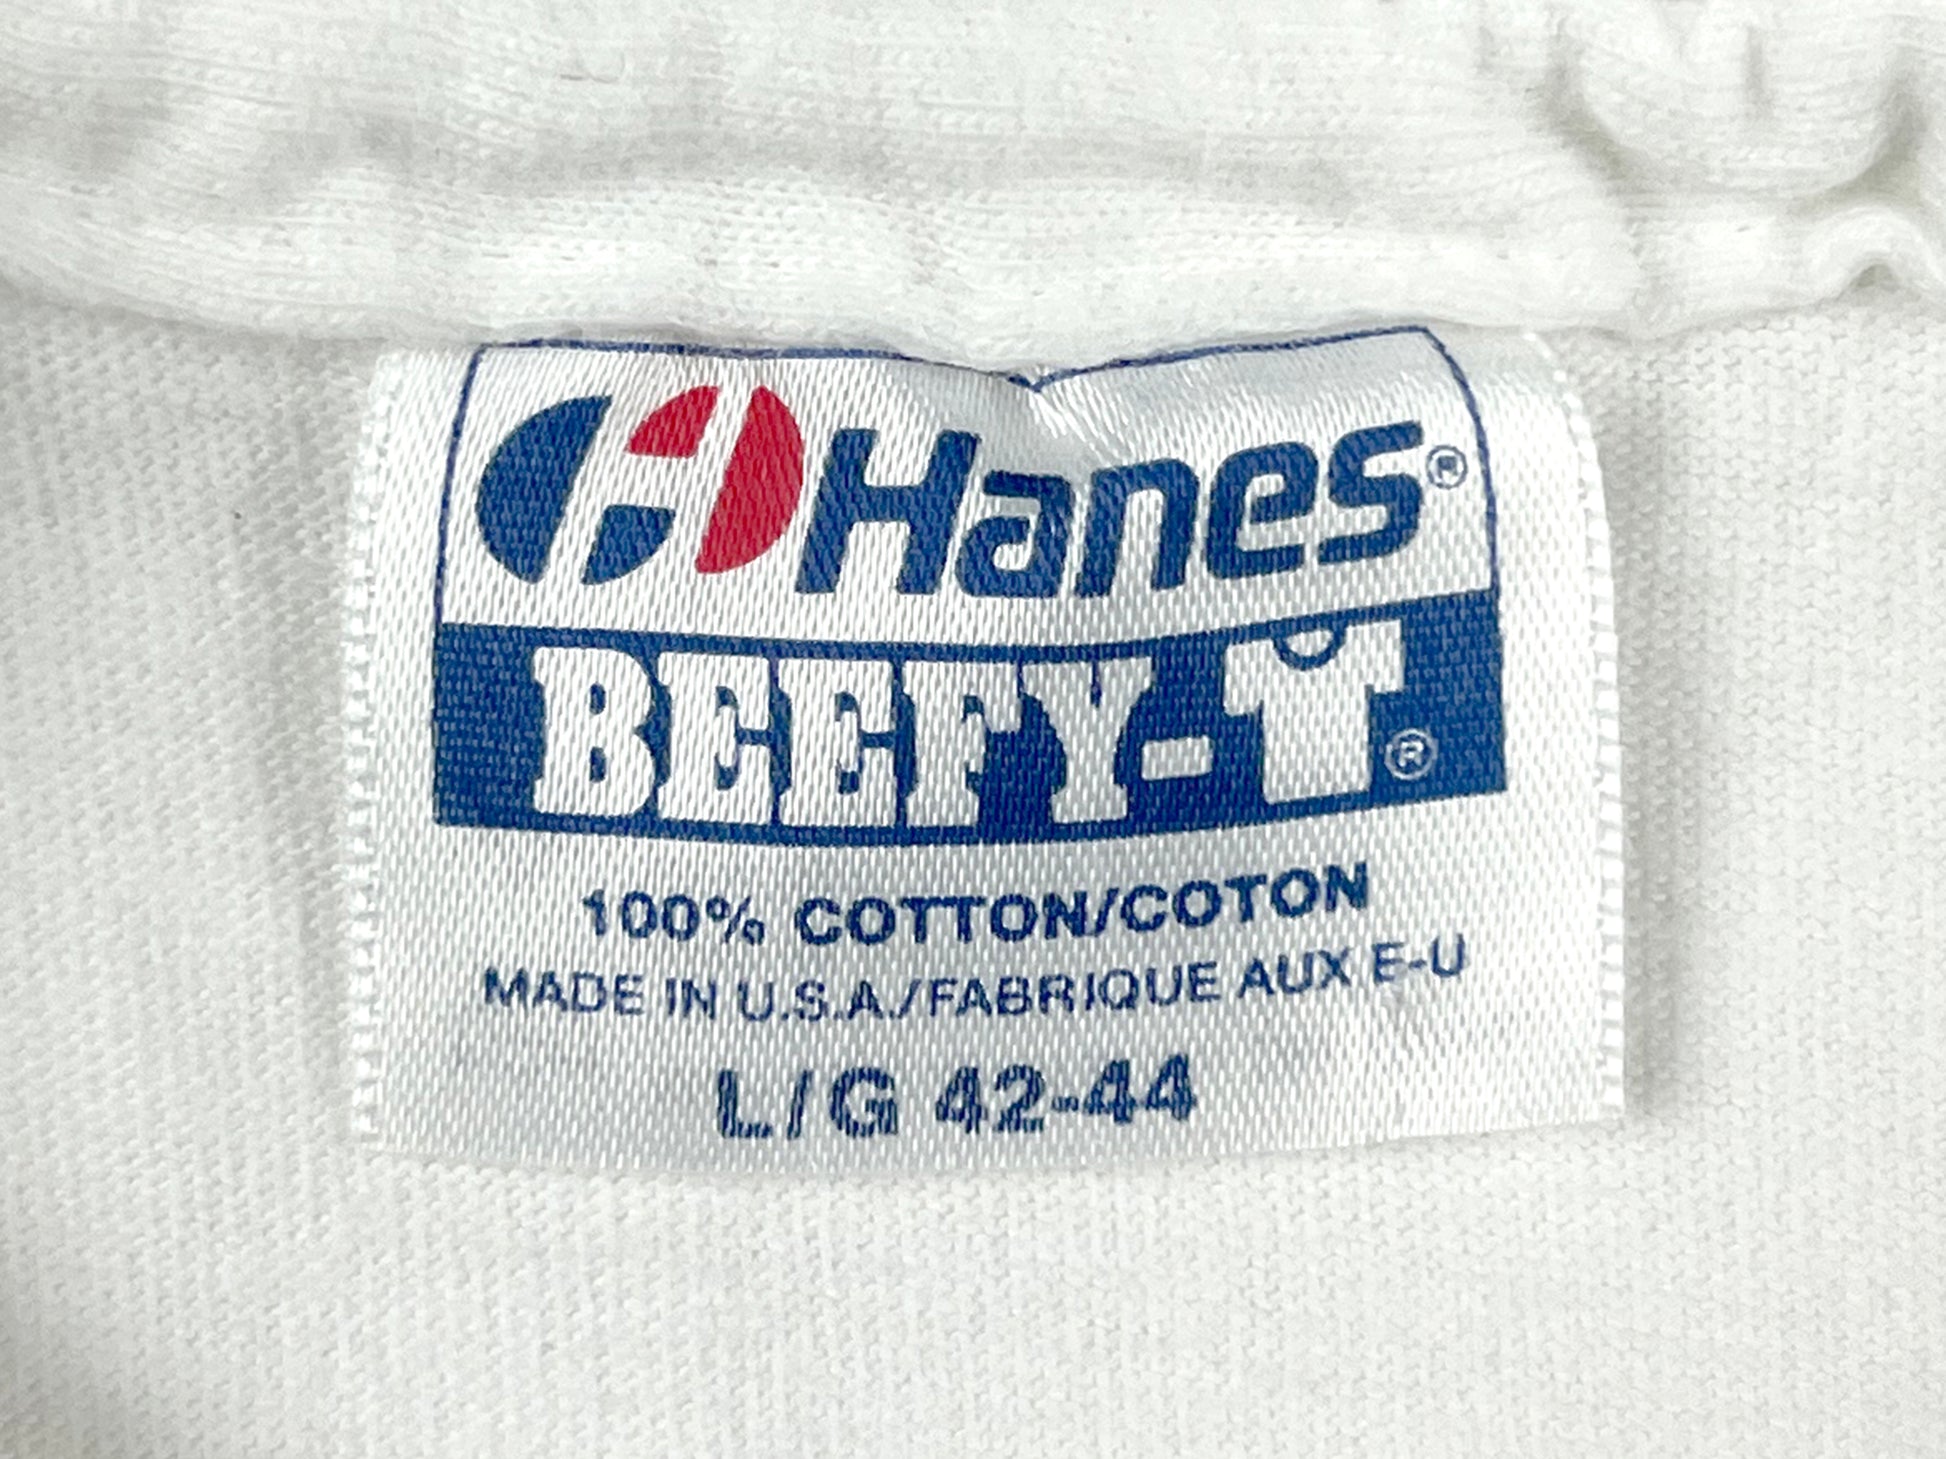 Hanes®
BEEFY-T®
100% COTTON/COTON
MADE IN U.S.A./FABRIQUE AUX E-U
L/G 42-44